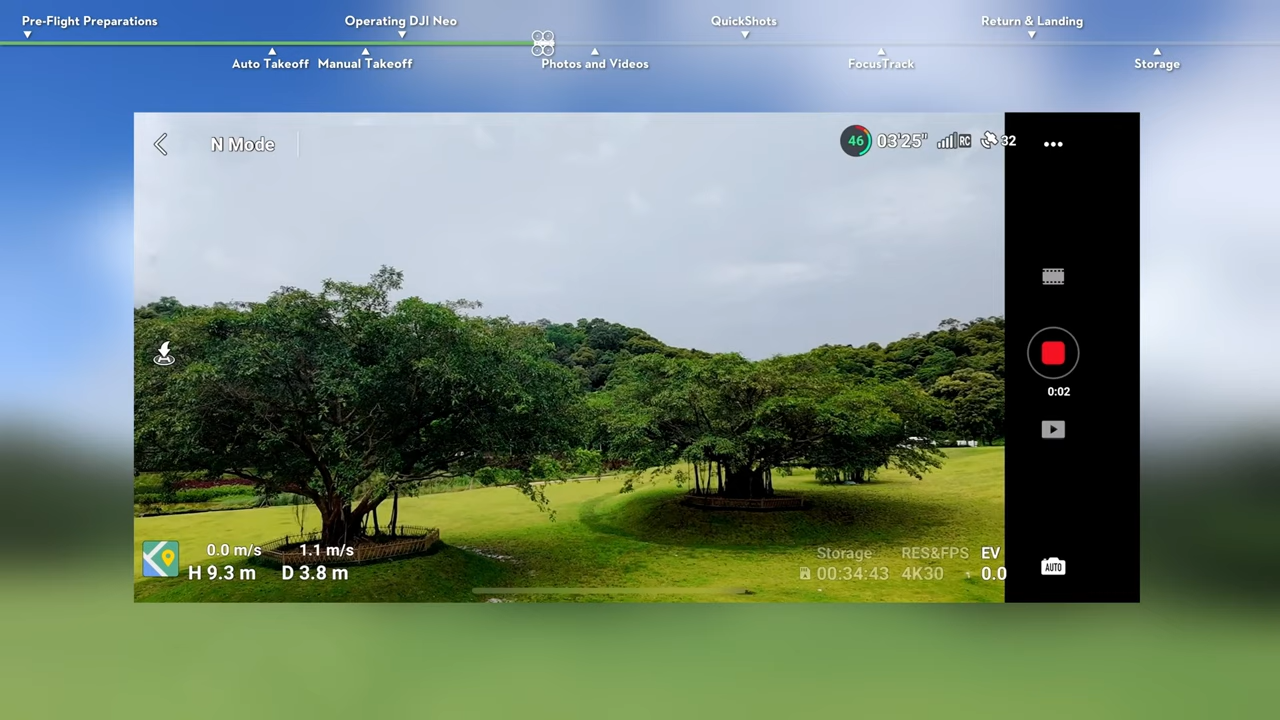 Pre-Flight Preparations
Operating DJI Neo
QuickShots
Return & Landing
Auto Takeoff
Manual Takeoff
Photos and Videos
FocusTrack
Storage
N Mode
46
03'25"
RC
32
0:02
0.0 m/s
1.1 m/s
H 9.3 m
D 3.8 m
Storage
RES&FPS
EV
00:34:43
4K30
0.0
AUTO